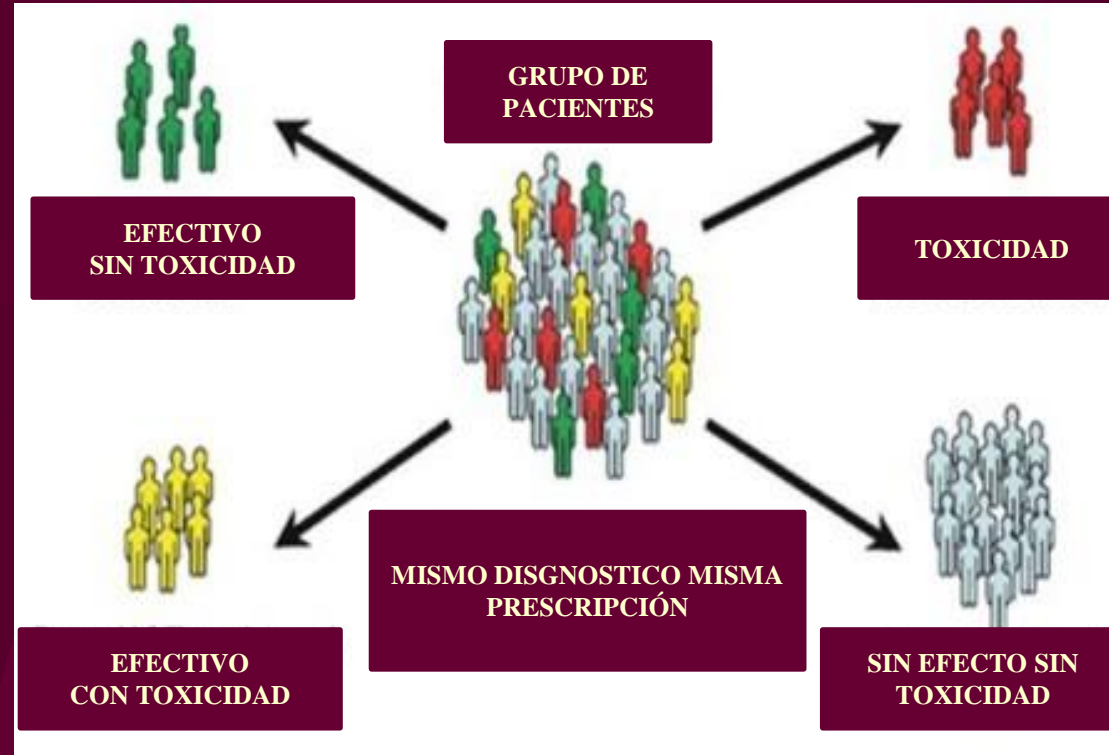 GRUPO DE
PACIENTES
EFECTIVO
SIN TOXICIDAD
TOXICIDAD
MISMO DISGNOSTICO MISMA
PRESCRIPCIÓN
EFECTIVO
CON TOXICIDAD
SIN EFECTO SIN
TOXICIDAD